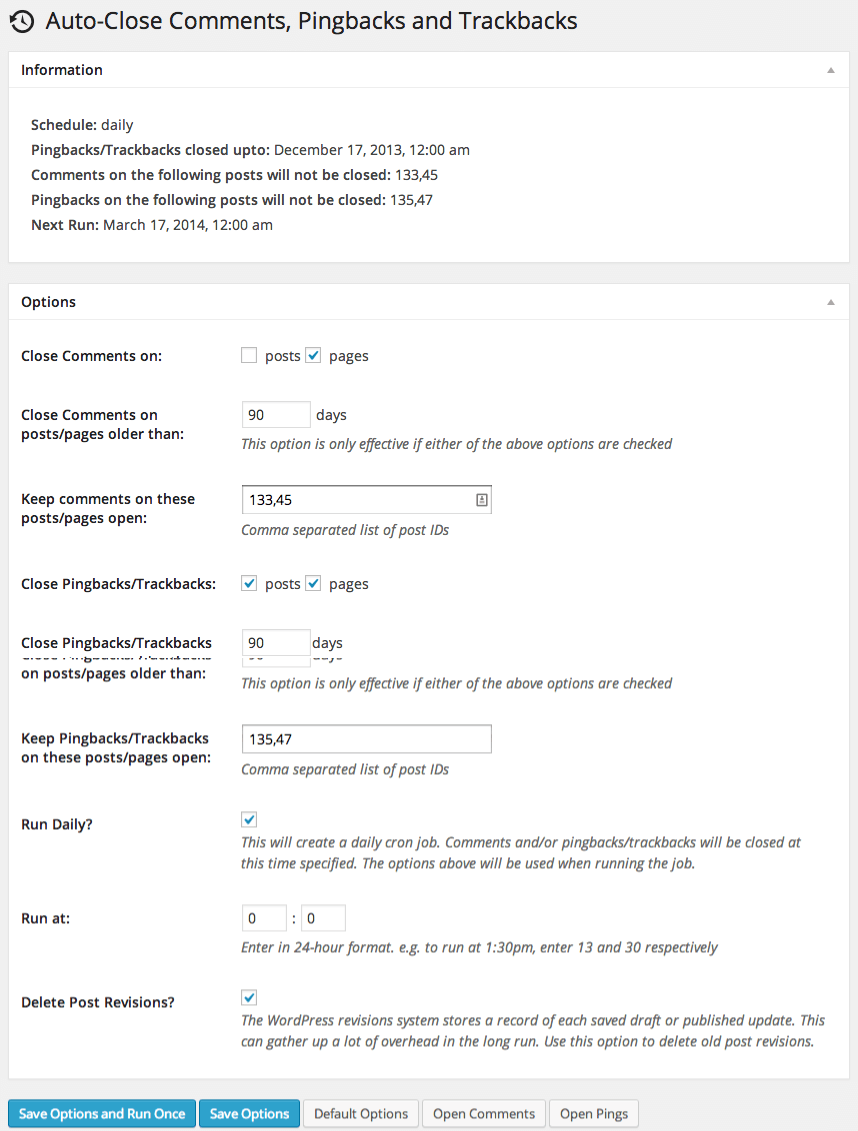 Auto-Close Comments, Pingbacks and Trackbacks
Information
Schedule: daily
Pingbacks/Trackbacks closed upto: December 17, 2013, 12:00 am
Comments on the following posts will not be closed: 133,45
Pingbacks on the following posts will not be closed: 135,47
Next Run: March 17, 2014, 12:00 am
Options
Close Comments on: posts pages
Close Comments on
posts/pages older than:
90 days
This option is only effective if either of the above options are checked
Keep comments on these
posts/pages open:
133,45
Comma separated list of post IDs
Close Pingbacks/Trackbacks: posts pages
Close Pingbacks/Trackbacks
on posts/pages older than:
90 days
This option is only effective if either of the above options are checked
Keep Pingbacks/Trackbacks
on these posts/pages open:
135,47
Comma separated list of post IDs
Run Daily?
This will create a daily cron job. Comments and/or pingbacks/trackbacks will be closed at
this time specified. The options above will be used when running the job.
Run at: 0 : 0
Enter in 24-hour format. e.g. to run at 1:30pm, enter 13 and 30 respectively
Delete Post Revisions?
The WordPress revisions system stores a record of each saved draft or published update. This
can gather up a lot of overhead in the long run. Use this option to delete old post revisions.
Save Options and Run Once Save Options Default Options Open Comments Open Pings